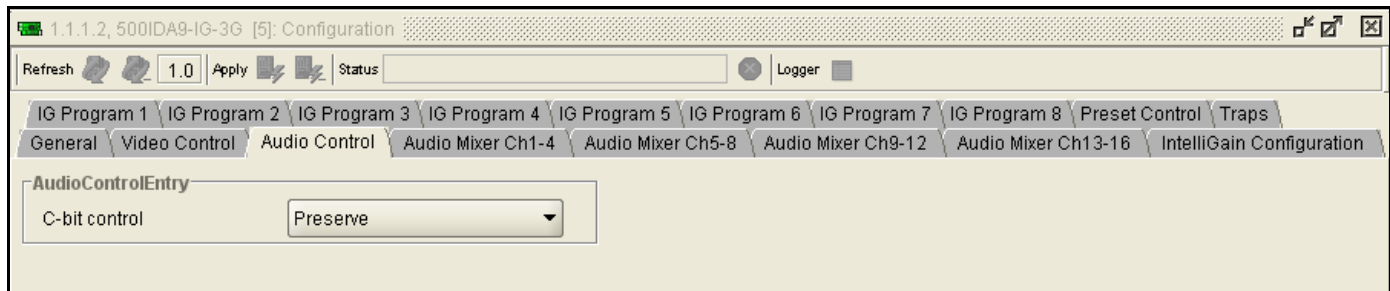 1.1.1.2, 500IDA9-IG-3G [5]: Configuration
Refresh 1.0 Apply Status Logger
IG Program 1 IG Program 2 IG Program 3 IG Program 4 IG Program 5 IG Program 6 IG Program 7 IG Program 8 Preset Control Traps
General Video Control Audio Control Audio Mixer Ch1-4 Audio Mixer Ch5-8 Audio Mixer Ch9-12 Audio Mixer Ch13-16 IntelliGain Configuration
AudioControlEntry
C-bit control Preserve